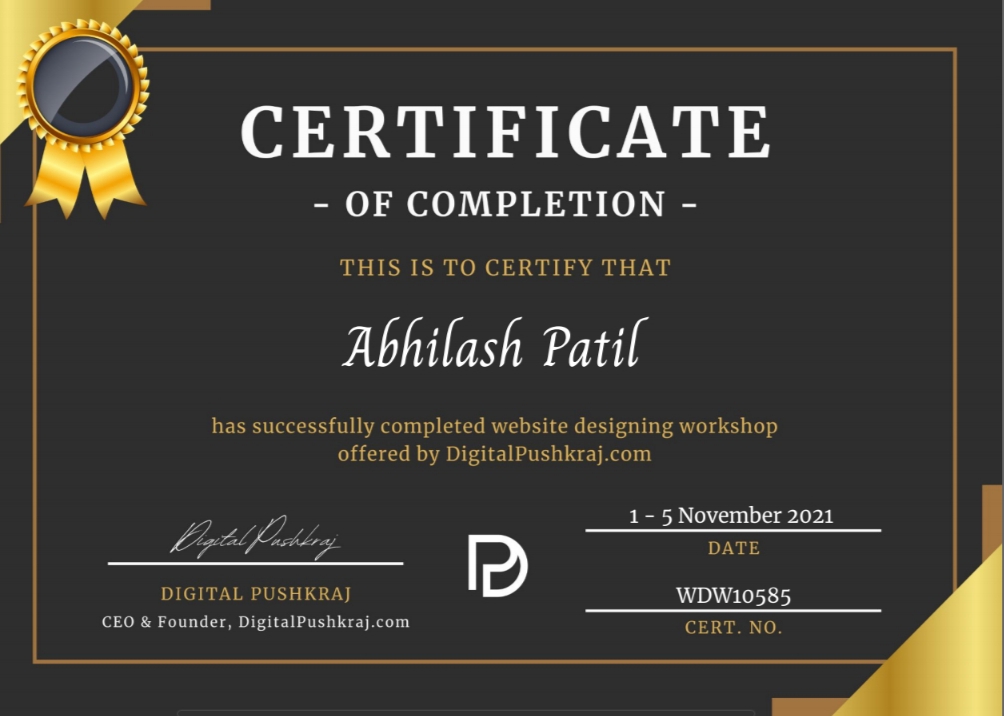 CERTIFICATE
- OF COMPLETION -
THIS IS TO CERTIFY THAT
Abhilash Patil
has successfully completed website designing workshop
offered by DigitalPushkraj.com
Digital Pushkraj
DIGITAL PUSHKRAJ
CEO & Founder, DigitalPushkraj.com
1 - 5 November 2021
DATE
WDW10585
CERT. NO.